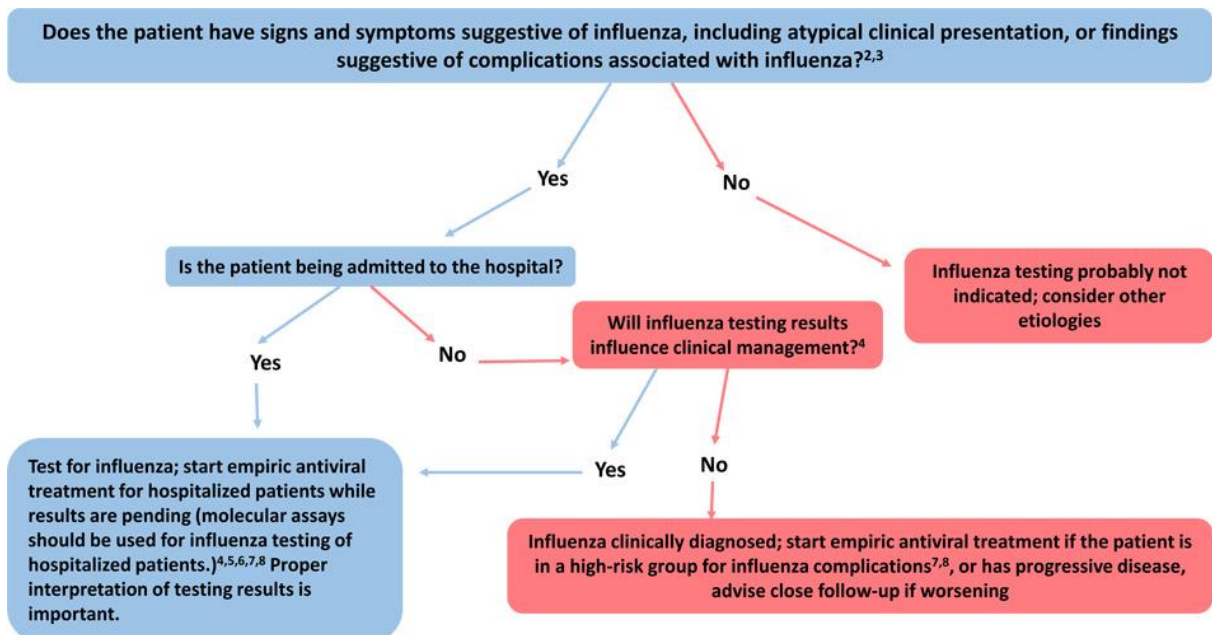 Does the patient have signs and symptoms suggestive of influenza, including atypical clinical presentation, or findings
suggestive of complications associated with influenza?2,3
Yes
No
Is the patient being admitted to the hospital?
Influenza testing probably not
indicated; consider other
etiologies
Will influenza testing results
influence clinical management?4
Yes
No
Test for influenza; start empiric antiviral
treatment for hospitalized patients while
results are pending (molecular assays
should be used for influenza testing of
hospitalized patients.)4,5,6,7,8 Proper
interpretation of testing results is
important.
Yes
No
Influenza clinically diagnosed; start empiric antiviral treatment if the patient is
in a high-risk group for influenza complications7,8, or has progressive disease,
advise close follow-up if worsening